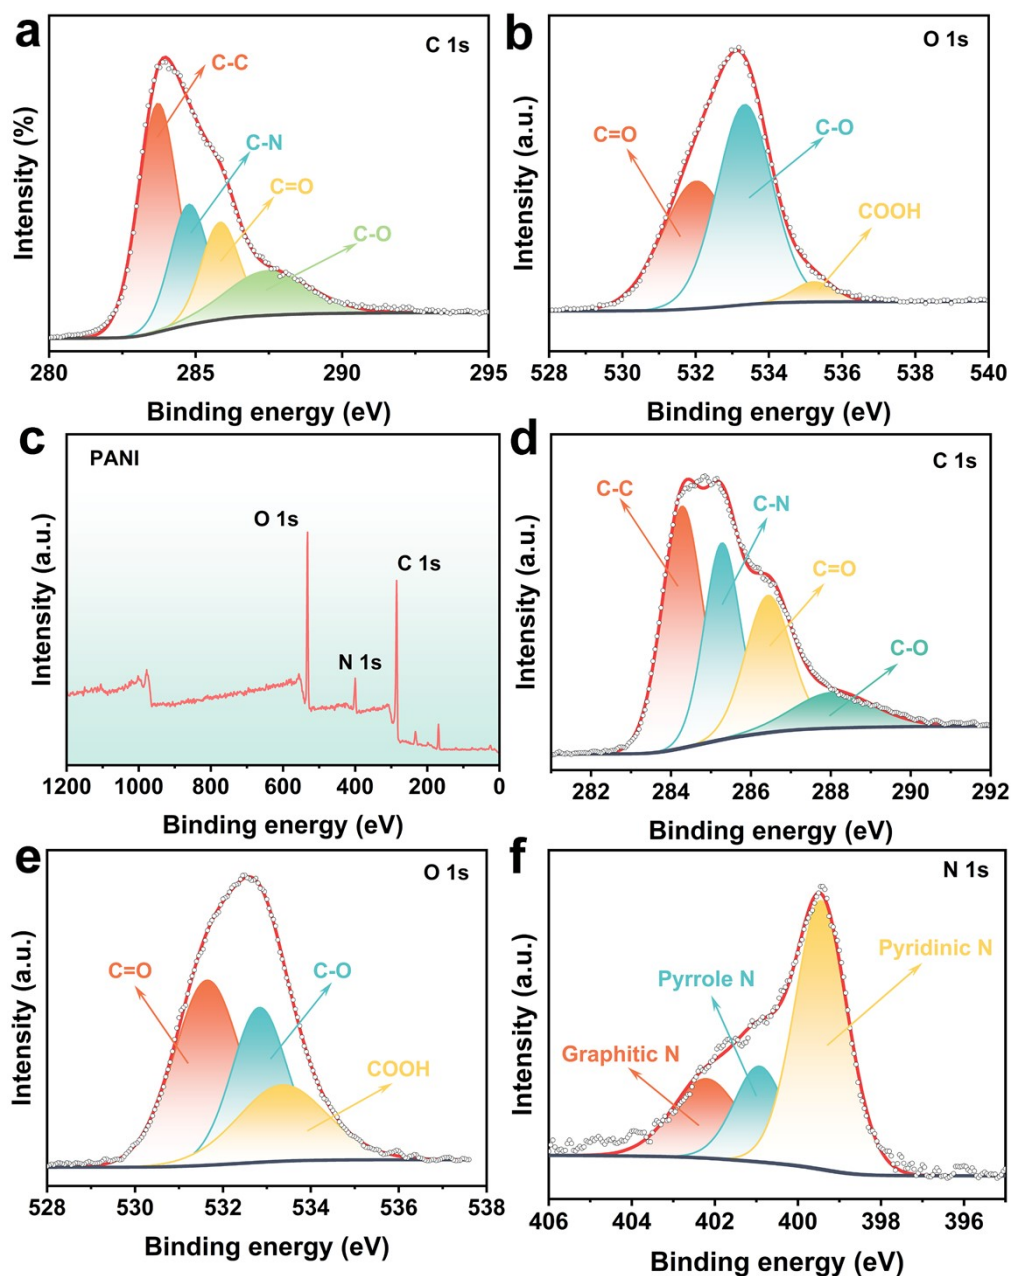 a
C 1s
C-C
C-N
C=O
C-O
Intensity (%)
280 285 290 295
Binding energy (eV)
b
O 1s
C=O
C-O
COOH
Intensity (a.u.)
528 530 532 534 536 538 540
Binding energy (eV)
c
PANI
O 1s
C 1s
N 1s
Intensity (a.u.)
1200 1000 800 600 400 200 0
Binding energy (eV)
d
C 1s
C-C
C-N
C=O
C-O
Intensity (a.u.)
282 284 286 288 290 292
Binding energy (eV)
e
O 1s
C=O
C-O
COOH
Intensity (a.u.)
528 530 532 534 536 538
Binding energy (eV)
f
N 1s
Pyridinic N
Pyrrole N
Graphitic N
Intensity (a.u.)
406 404 402 400 398 396
Binding energy (eV)